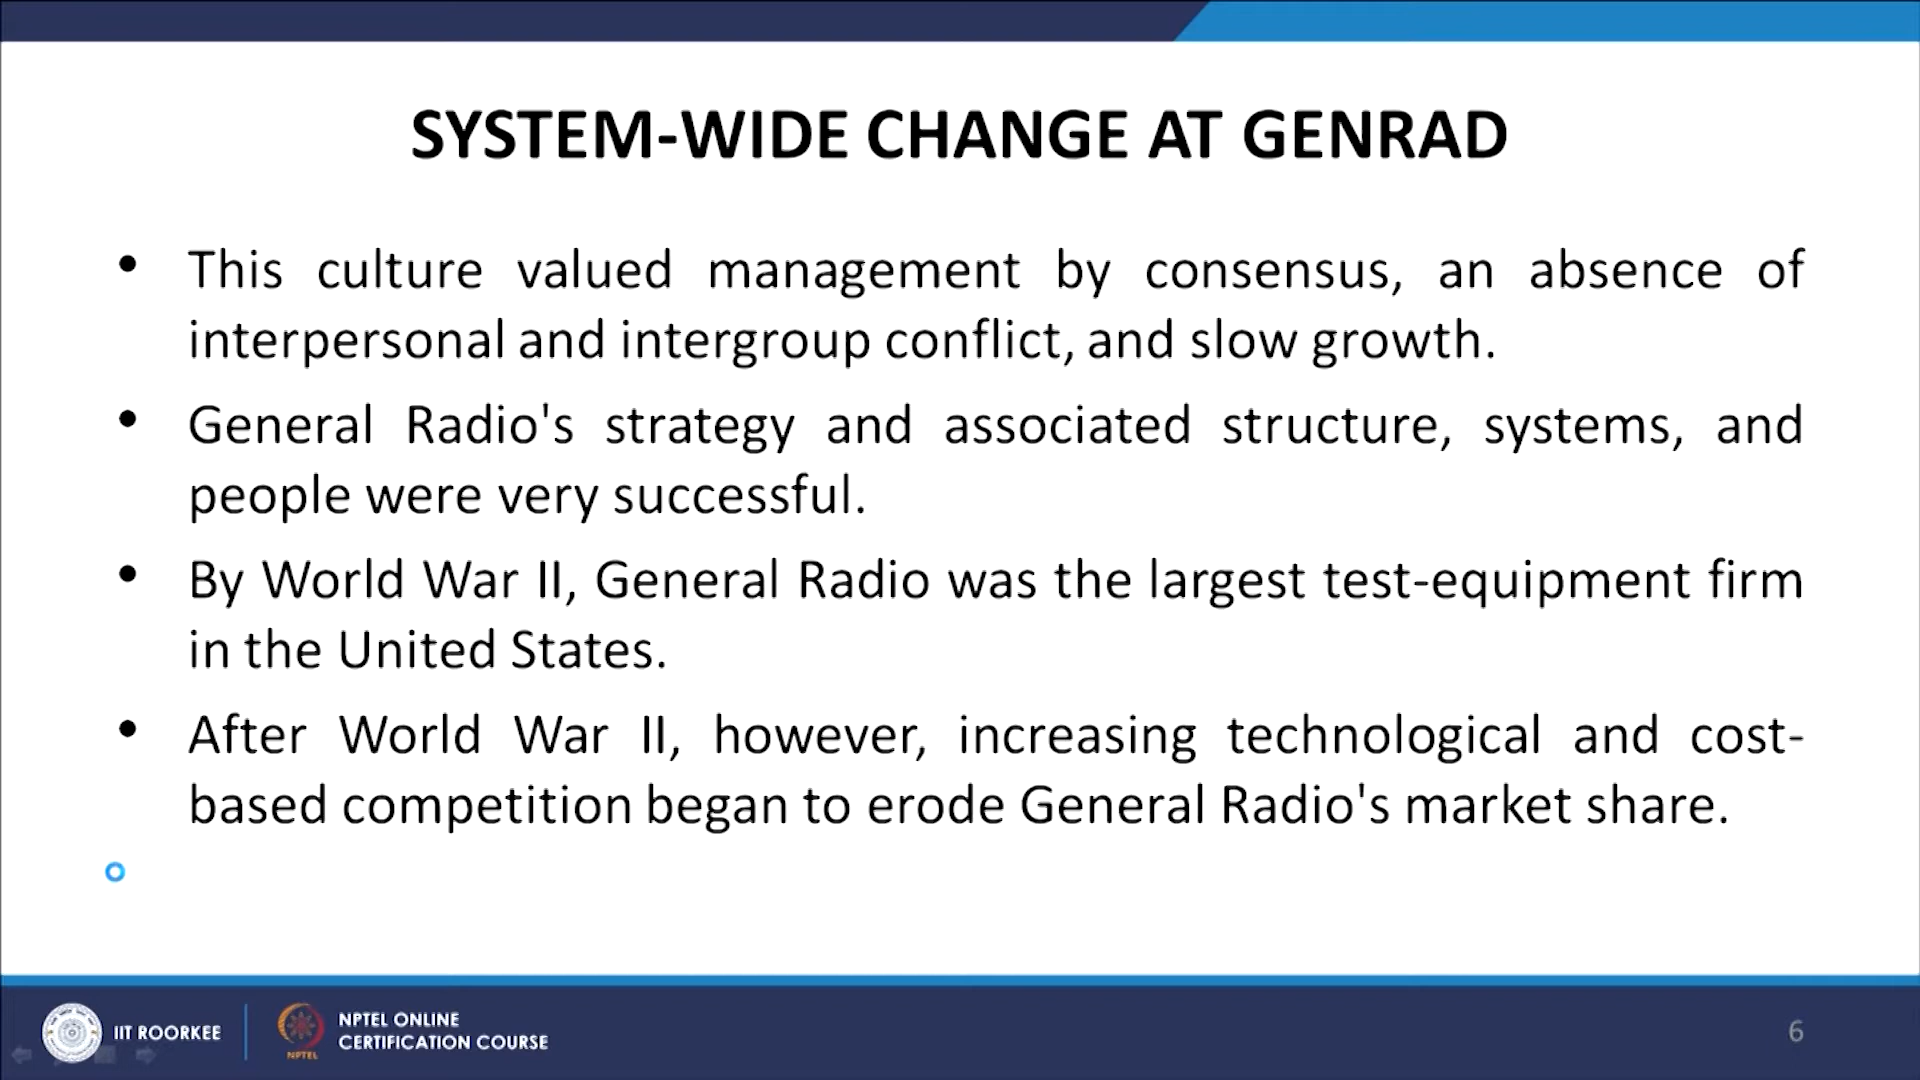 SYSTEM-WIDE CHANGE AT GENRAD
• This culture valued management by consensus, an absence of
interpersonal and intergroup conflict, and slow growth.
• General Radio's strategy and associated structure, systems, and
people were very successful.
• By World War II, General Radio was the largest test-equipment firm
in the United States.
• After World War II, however, increasing technological and cost-
based competition began to erode General Radio's market share.
IIT ROORKEE
NPTEL
NPTEL ONLINE
CERTIFICATION COURSE
6